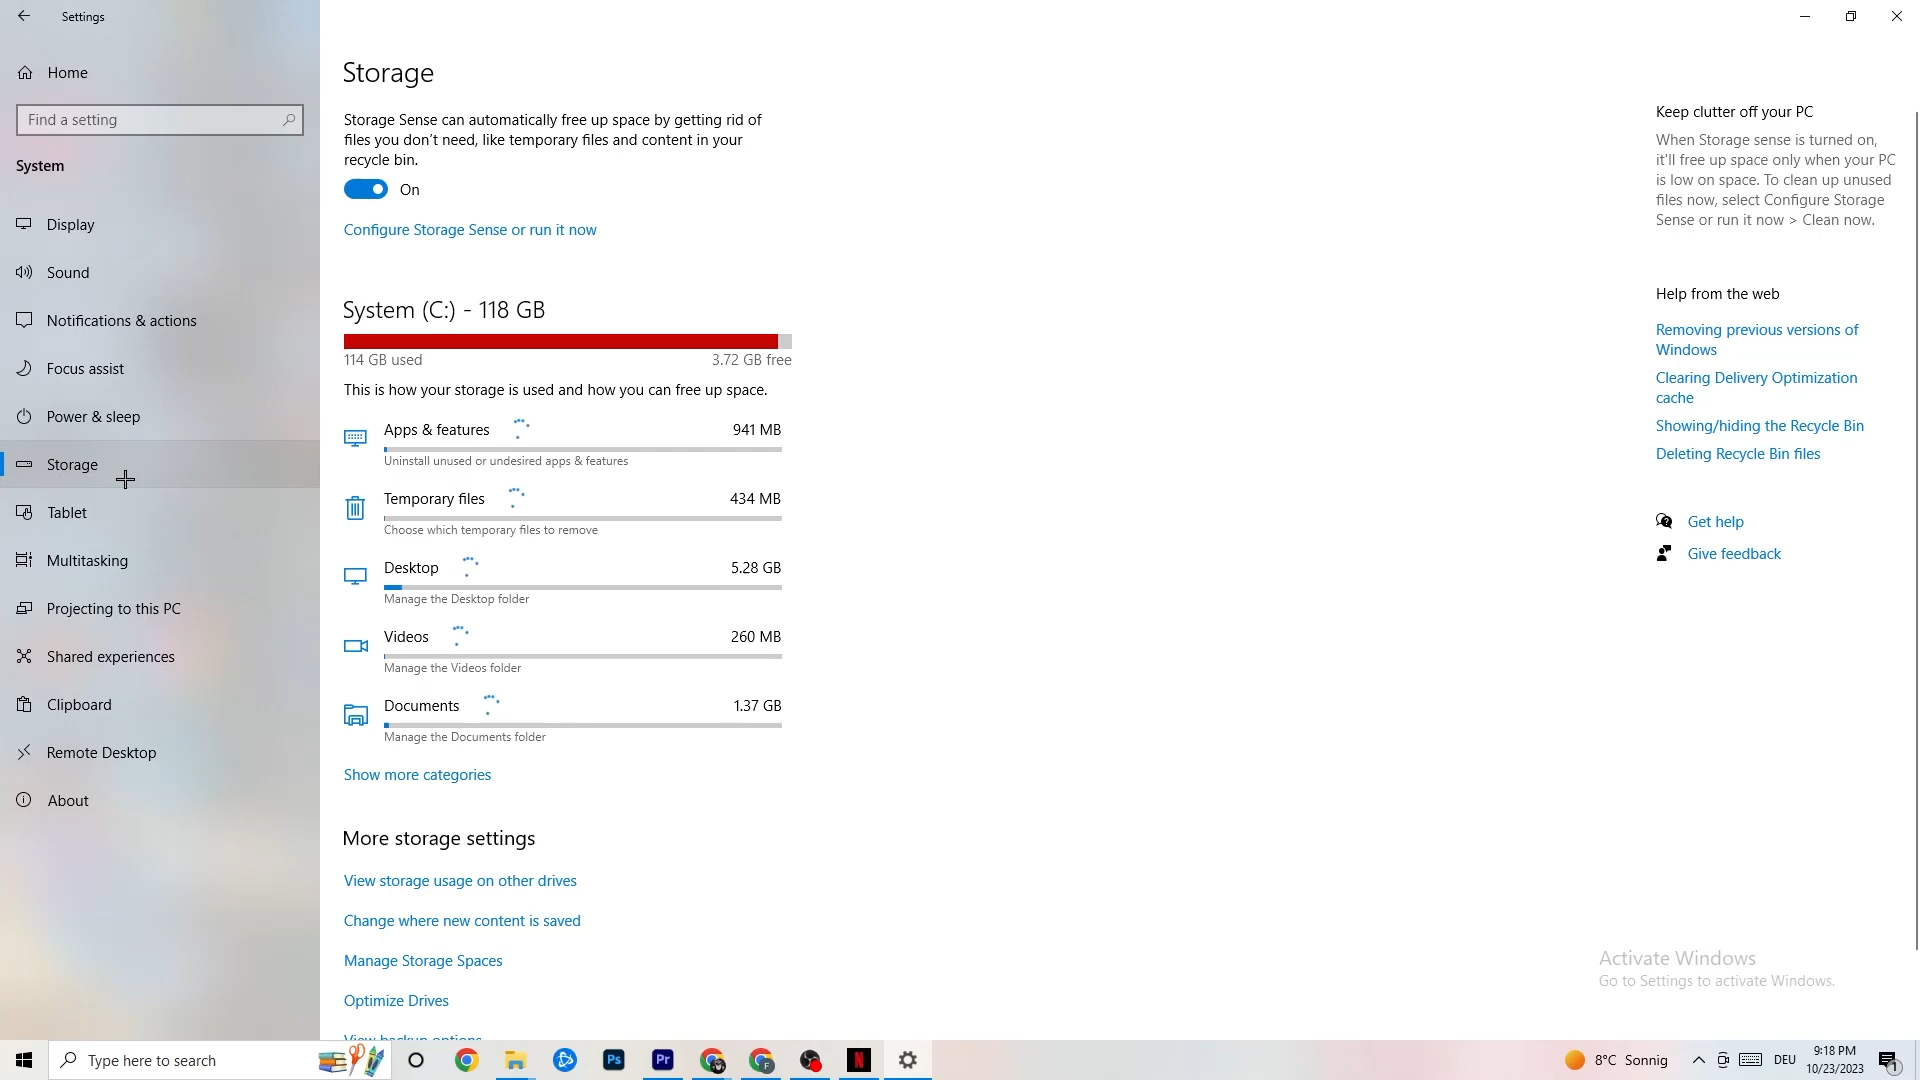 Settings
Home
Find a setting
System
Display
Sound
Notifications & actions
Focus assist
Power & sleep
Storage
Tablet
Multitasking
Projecting to this PC
Shared experiences
Clipboard
Remote Desktop
About
Storage
Storage Sense can automatically free up space by getting rid of
files you don’t need, like temporary files and content in your
recycle bin.
On
Configure Storage Sense or run it now
System (C:) - 118 GB
114 GB used
3.72 GB free
This is how your storage is used and how you can free up space.
Apps & features
941 MB
Uninstall unused or undesired apps & features
Temporary files
434 MB
Choose which temporary files to remove
Desktop
5.28 GB
Manage the Desktop folder
Videos
260 MB
Manage the Videos folder
Documents
1.37 GB
Manage the Documents folder
Show more categories
More storage settings
View storage usage on other drives
Change where new content is saved
Manage Storage Spaces
Optimize Drives
View backup options
Keep clutter off your PC
When Storage sense is turned on,
it'll free up space only when your PC
is low on space. To clean up unused
files now, select Configure Storage
Sense or run it now > Clean now.
Help from the web
Removing previous versions of
Windows
Clearing Delivery Optimization
cache
Showing/hiding the Recycle Bin
Deleting Recycle Bin files
Get help
Give feedback
Activate Windows
Go to Settings to activate Windows.
Type here to search
Ps
Pr
F
N
8°C Sonnig
DEU
9:18 PM
10/23/2023
1